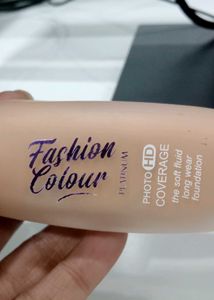 Fashion
Colour
PLATINUM
PHOTO HD
COVERAGE
the soft fluid
long wear
foundation